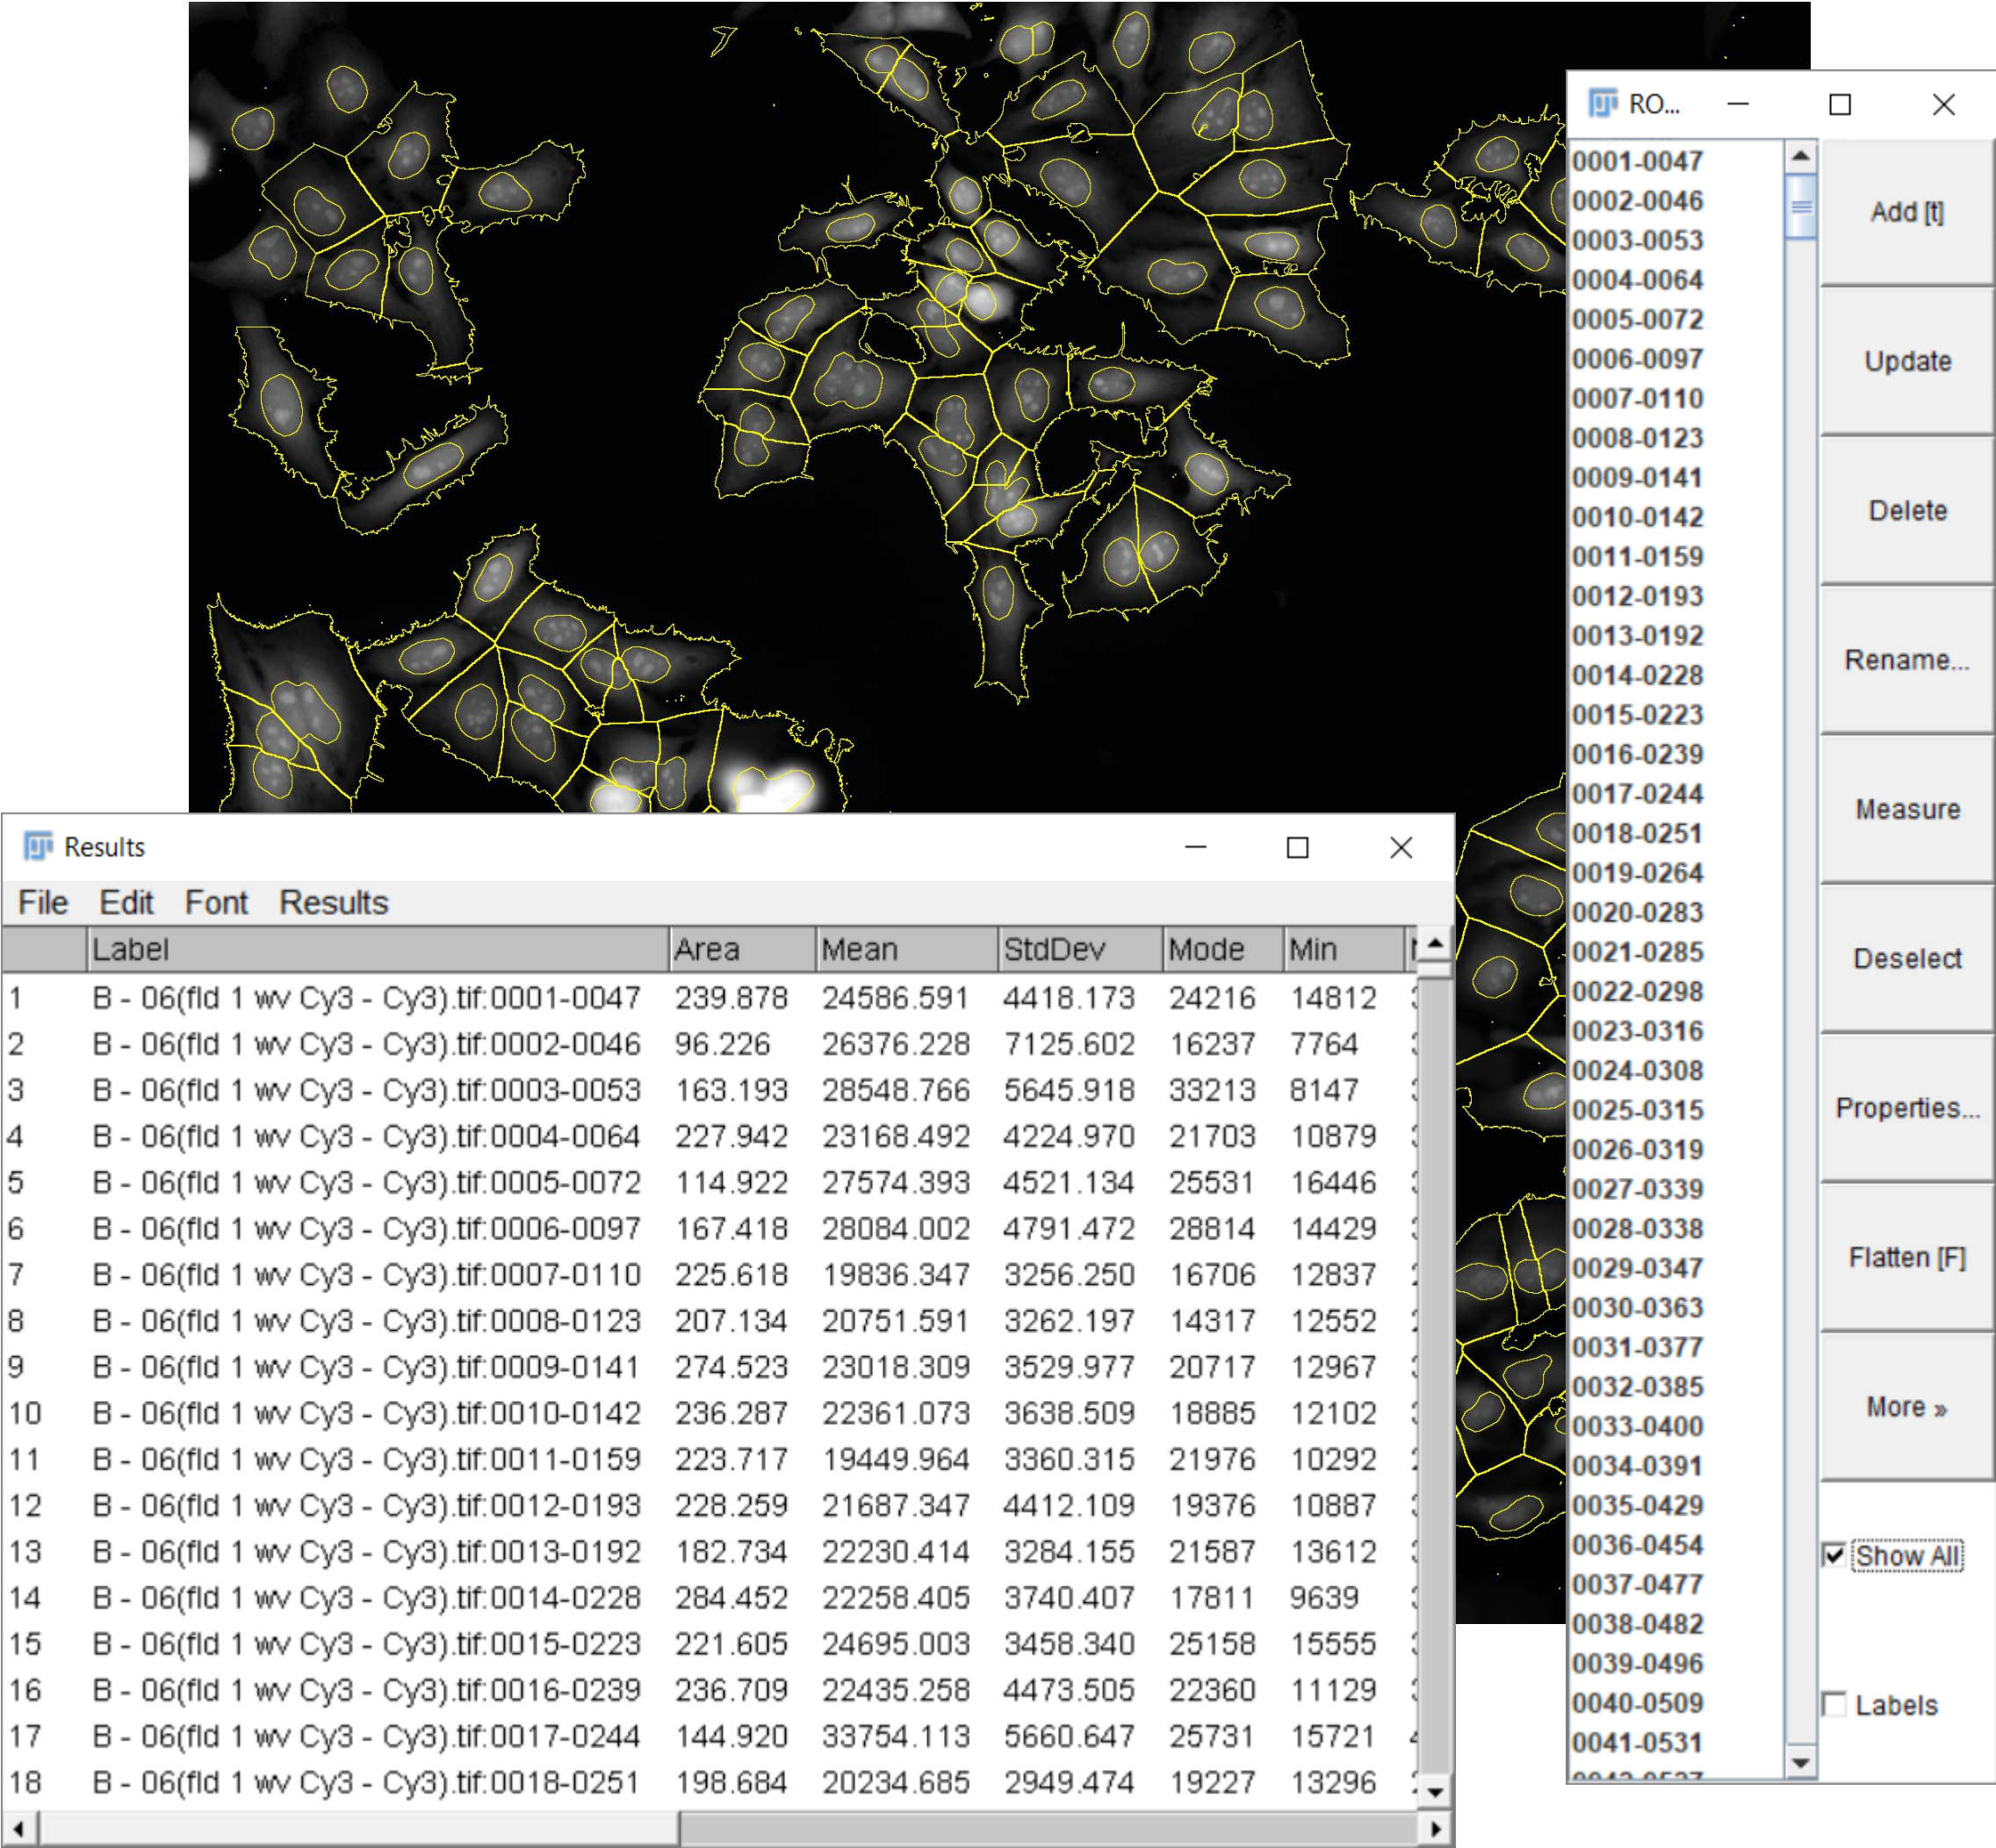 RO...
0001-0047
0002-0046
0003-0053
0004-0064
0005-0072
0006-0097
0007-0110
0008-0123
0009-0141
0010-0142
0011-0159
0012-0193
0013-0192
0014-0228
0015-0223
0016-0239
0017-0244
0018-0251
0019-0264
0020-0283
0021-0285
0022-0298
0023-0316
0024-0308
0025-0315
0026-0319
0027-0339
0028-0338
0029-0347
0030-0363
0031-0377
0032-0385
0033-0400
0034-0391
0035-0429
0036-0454
0037-0477
0038-0482
0039-0496
0040-0509
0041-0531
Add [t]
Update
Delete
Rename...
Measure
Deselect
Properties...
Flatten [F]
More »
Show All
Labels
Results
File Edit Font Results
Label Area Mean StdDev Mode Min
1 B - 06(fld 1 wv Cy3 - Cy3).tif:0001-0047 239.878 24586.591 4418.173 24216 14812
2 B - 06(fld 1 wv Cy3 - Cy3).tif:0002-0046 96.226 26376.228 7125.602 16237 7764
3 B - 06(fld 1 wv Cy3 - Cy3).tif:0003-0053 163.193 28548.766 5645.918 33213 8147
4 B - 06(fld 1 wv Cy3 - Cy3).tif:0004-0064 227.942 23168.492 4224.970 21703 10879
5 B - 06(fld 1 wv Cy3 - Cy3).tif:0005-0072 114.922 27574.393 4521.134 25531 16446
6 B - 06(fld 1 wv Cy3 - Cy3).tif:0006-0097 167.418 28084.002 4791.472 28814 14429
7 B - 06(fld 1 wv Cy3 - Cy3).tif:0007-0110 225.618 19836.347 3256.250 16706 12837
8 B - 06(fld 1 wv Cy3 - Cy3).tif:0008-0123 207.134 20751.591 3262.197 14317 12552
9 B - 06(fld 1 wv Cy3 - Cy3).tif:0009-0141 274.523 23018.309 3529.977 20717 12967
10 B - 06(fld 1 wv Cy3 - Cy3).tif:0010-0142 236.287 22361.073 3638.509 18885 12102
11 B - 06(fld 1 wv Cy3 - Cy3).tif:0011-0159 223.717 19449.964 3360.315 21976 10292
12 B - 06(fld 1 wv Cy3 - Cy3).tif:0012-0193 228.259 21687.347 4412.109 19376 10887
13 B - 06(fld 1 wv Cy3 - Cy3).tif:0013-0192 182.734 22230.414 3284.155 21587 13612
14 B - 06(fld 1 wv Cy3 - Cy3).tif:0014-0228 284.452 22258.405 3740.407 17811 9639
15 B - 06(fld 1 wv Cy3 - Cy3).tif:0015-0223 221.605 24695.003 3458.340 25158 15555
16 B - 06(fld 1 wv Cy3 - Cy3).tif:0016-0239 236.709 22435.258 4473.505 22360 11129
17 B - 06(fld 1 wv Cy3 - Cy3).tif:0017-0244 144.920 33754.113 5660.647 25731 15721
18 B - 06(fld 1 wv Cy3 - Cy3).tif:0018-0251 198.684 20234.685 2949.474 19227 13296